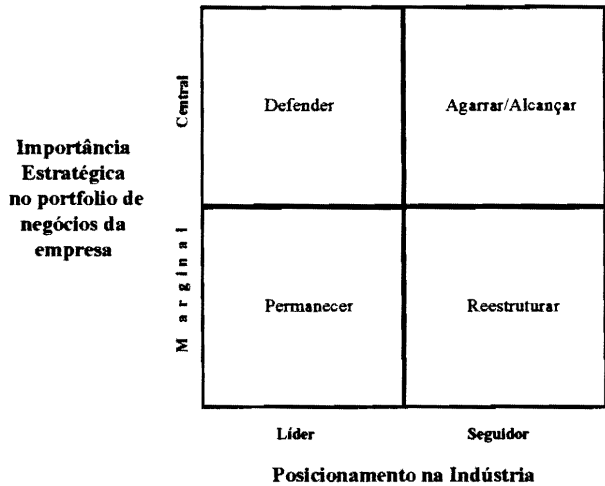 Central
Defender
Agarrar/Alcançar
Importância
Estratégica
no portfolio de
negócios da
empresa
Marginal
Permanecer
Reestruturar
Líder
Seguidor
Posicionamento na Indústria